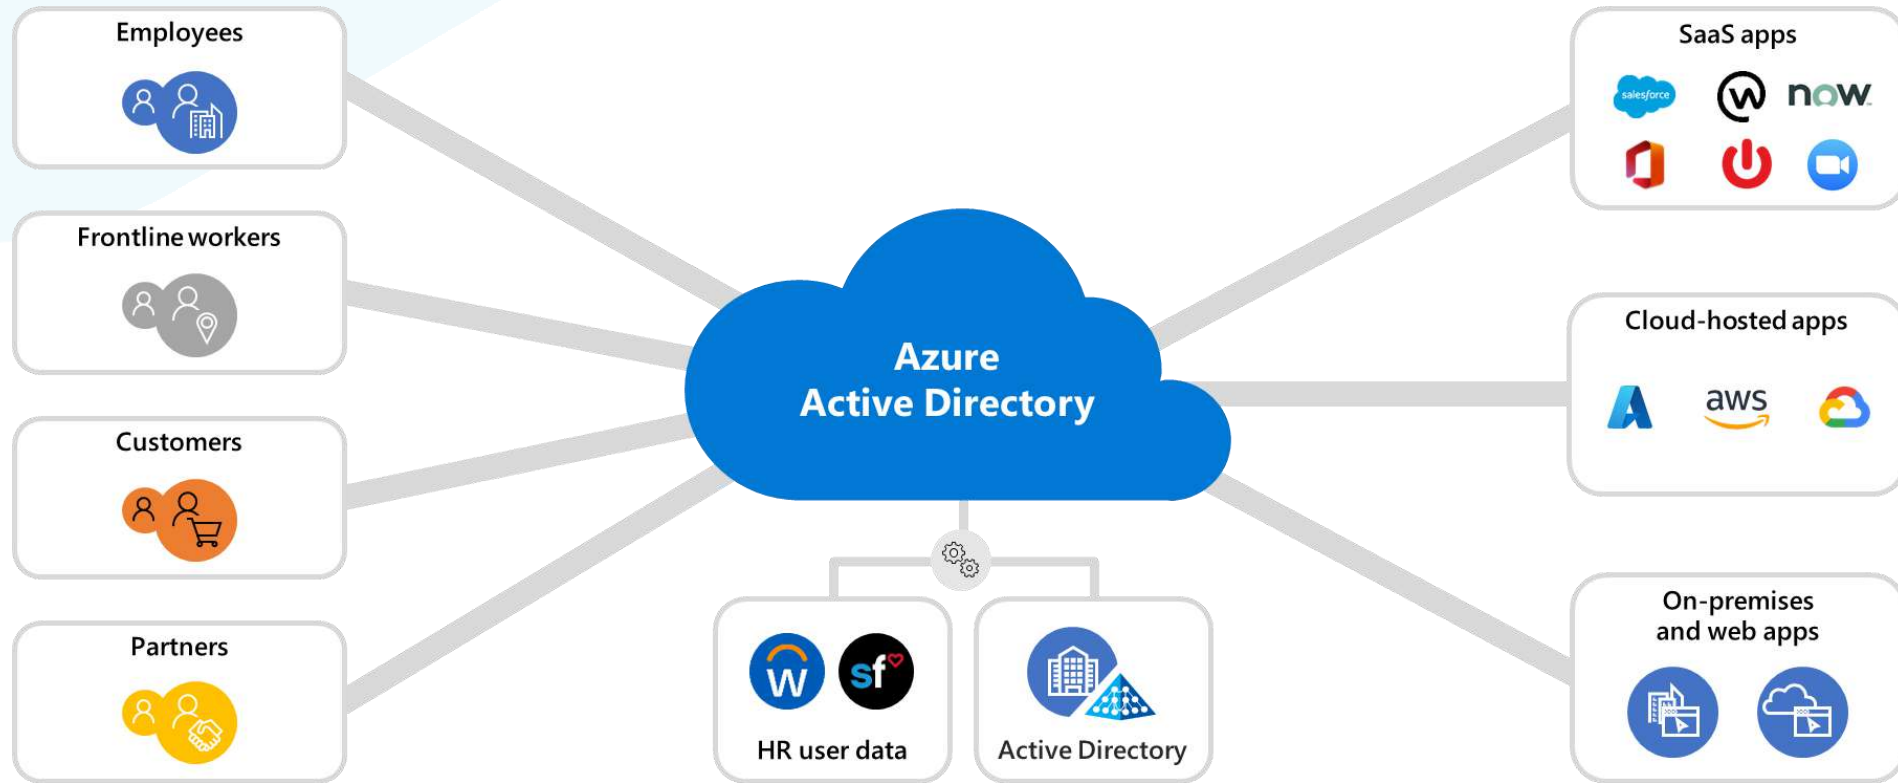 Employees
Frontline workers
Customers
Partners
Azure
Active Directory
W
sf
HR user data
Active Directory
SaaS apps
salesforce
W
now
Cloud-hosted apps
aws
On-premises
and web apps